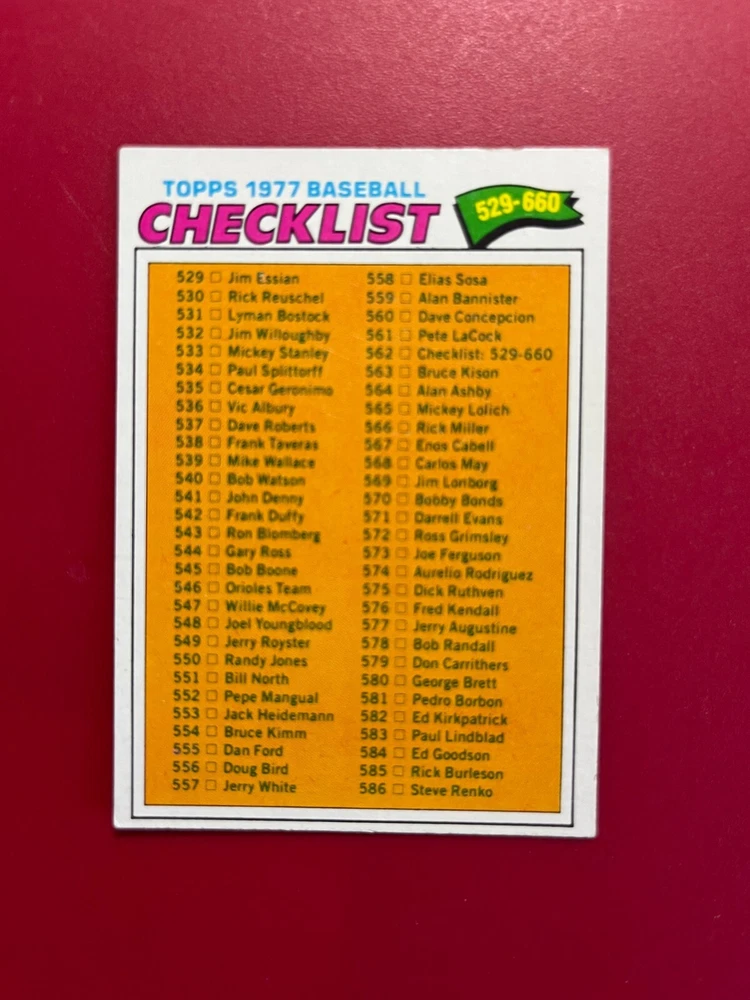 TOPPS 1977 BASEBALL
CHECKLIST
529-660
529 □ Jim Essian
530 □ Rick Reuschel
531 □ Lyman Bostock
532 □ Jim Willoughby
533 □ Mickey Stanley
534 □ Paul Splittorff
535 □ Cesar Geronimo
536 □ Vic Albury
537 □ Dave Roberts
538 □ Frank Taveras
539 □ Mike Wallace
540 □ Bob Watson
541 □ John Denny
542 □ Frank Duffy
543 □ Ron Blomberg
544 □ Gary Ross
545 □ Bob Boone
546 □ Orioles Team
547 □ Willie McCovey
548 □ Joel Youngblood
549 □ Jerry Royster
550 □ Randy Jones
551 □ Bill North
552 □ Pepe Mangual
553 □ Jack Heidemann
554 □ Bruce Kimm
555 □ Dan Ford
556 □ Doug Bird
557 □ Jerry White
558 □ Elias Sosa
559 □ Alan Bannister
560 □ Dave Concepcion
561 □ Pete LaCock
562 □ Checklist: 529-660
563 □ Bruce Kison
564 □ Alan Ashby
565 □ Mickey Lolich
566 □ Rick Miller
567 □ Enos Cabell
568 □ Carlos May
569 □ Jim Lonborg
570 □ Bobby Bonds
571 □ Darrell Evans
572 □ Ross Grimsley
573 □ Joe Ferguson
574 □ Aurelio Rodriguez
575 □ Dick Ruthven
576 □ Fred Kendall
577 □ Jerry Augustine
578 □ Bob Randall
579 □ Don Carrithers
580 □ George Brett
581 □ Pedro Borbon
582 □ Ed Kirkpatrick
583 □ Paul Lindblad
584 □ Ed Goodson
585 □ Rick Burleson
586 □ Steve Renko